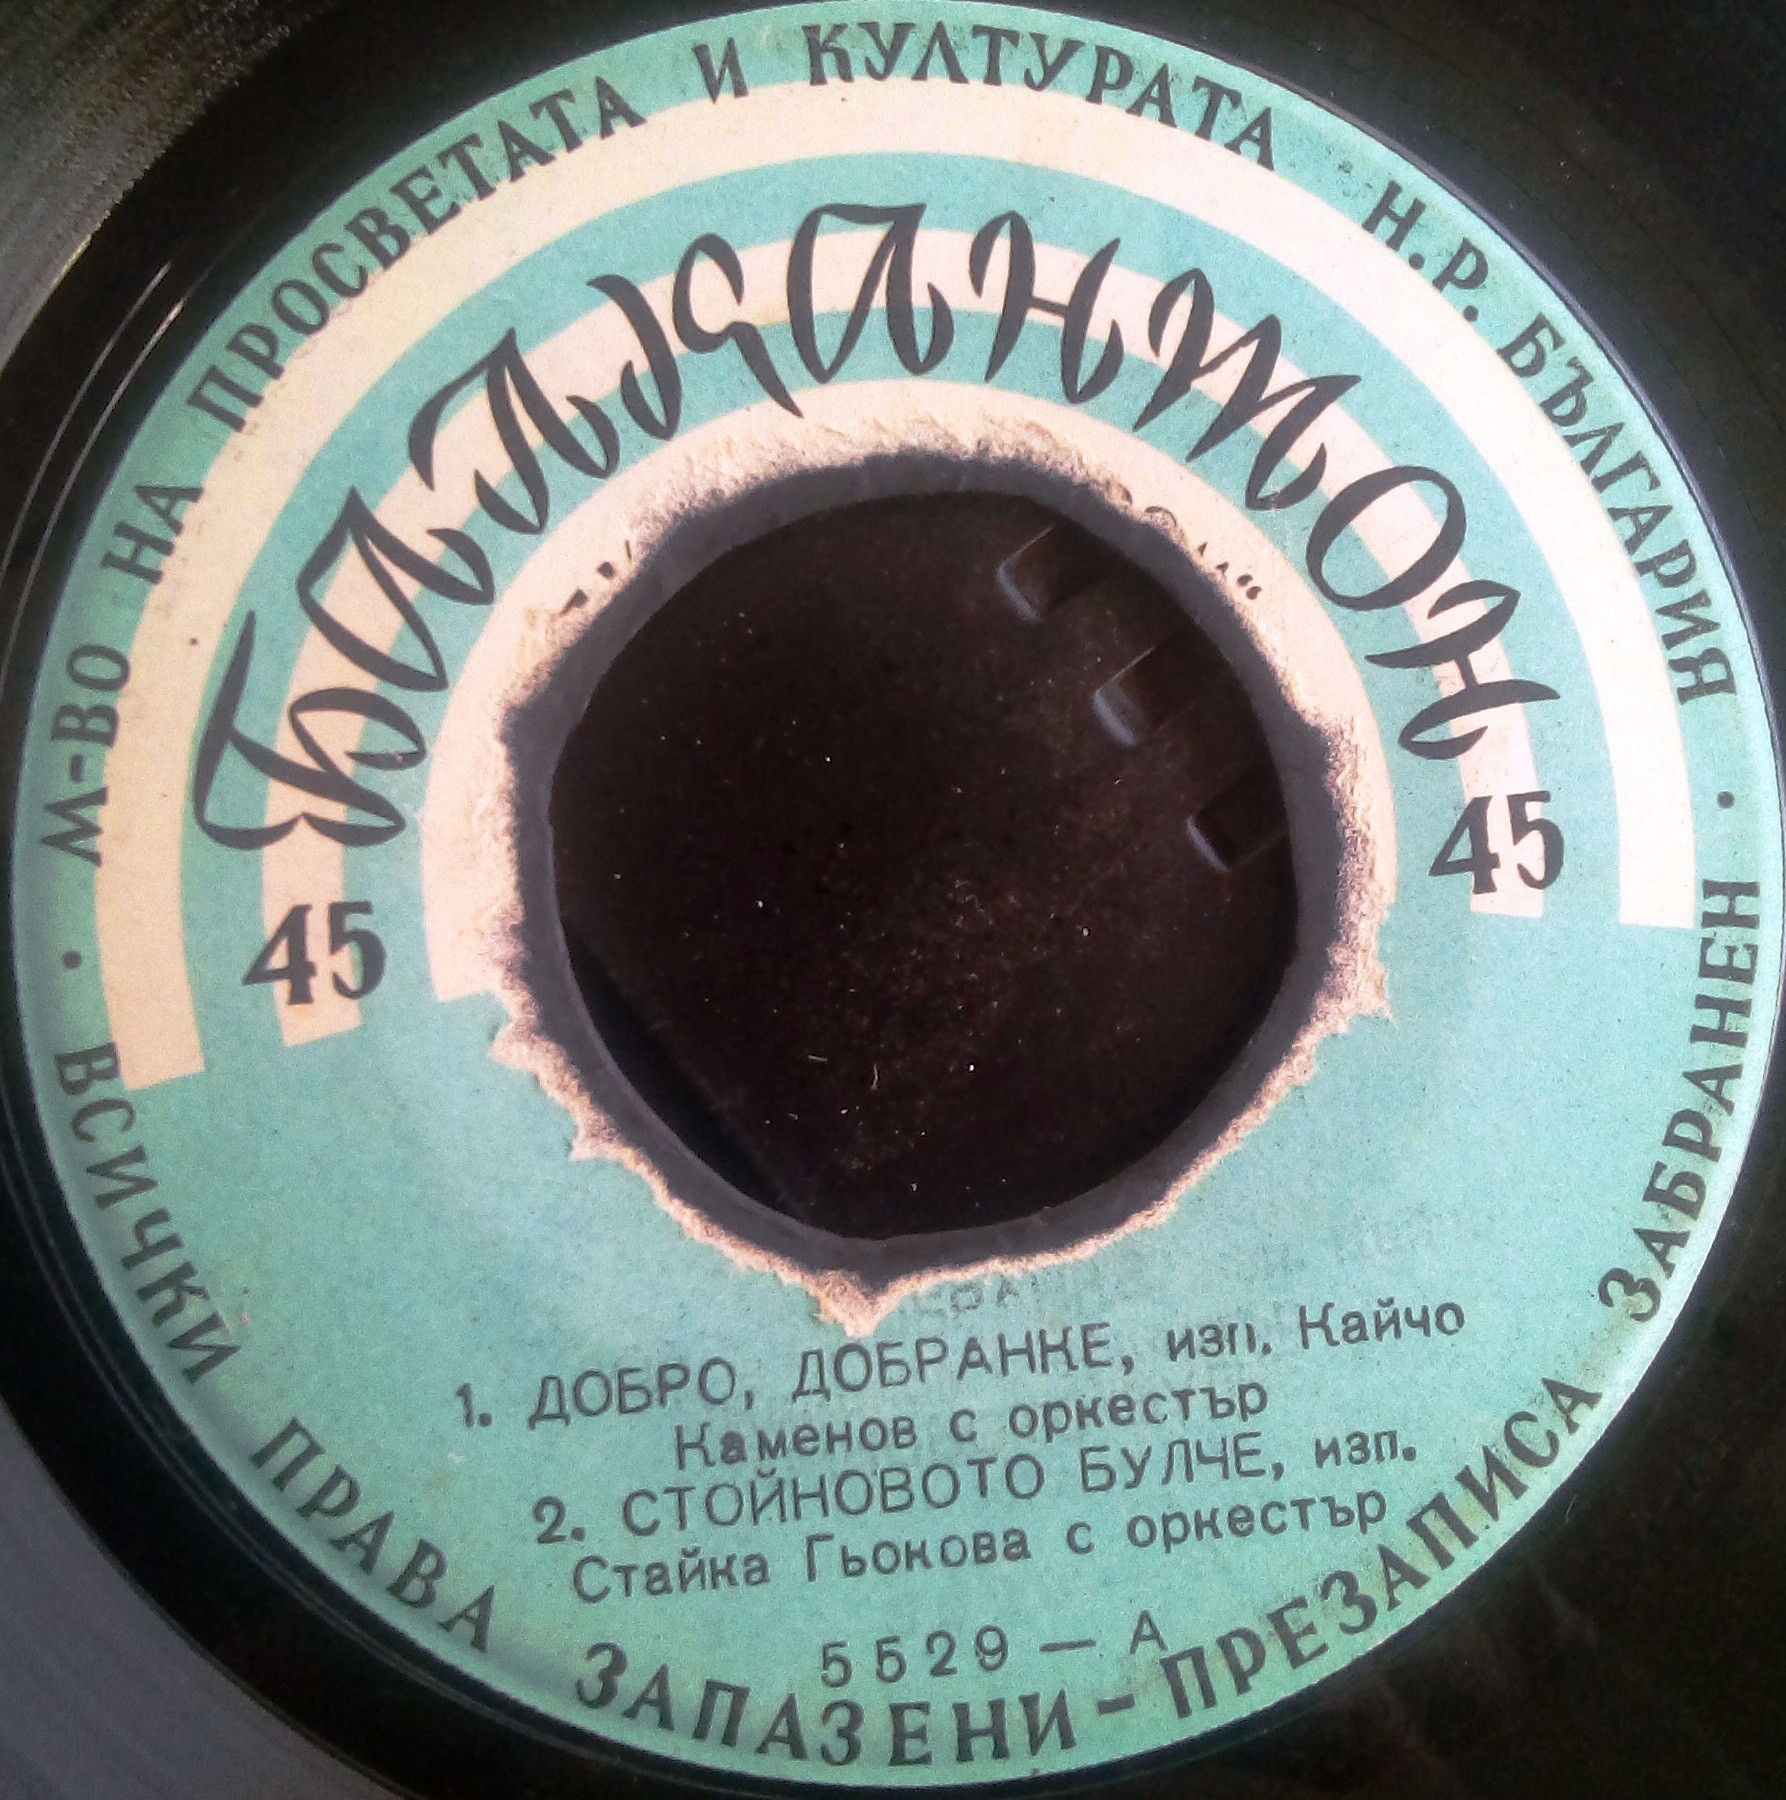 М-ВО НА ПРОСВЕТАТА И КУЛТУРАТА Н.Р. БЪЛГАРИЯ
БАЛКАНТОН
45
45
1. ДОБРО, ДОБРАНКЕ, изп. Кайчо
Каменов с оркестър
2. СТОЙНОВОТО БУЛЧЕ, изп.
Стайка Гьокова с оркестър
5529 — А
ВСИЧКИ ПРАВА ЗАПАЗЕНИ - ПРЕЗАПИСА ЗАБРАНЕН